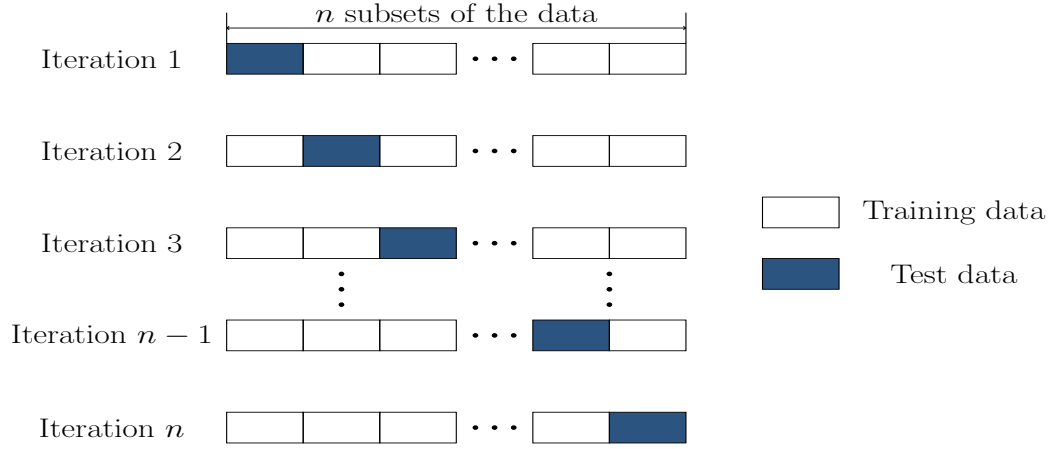 n subsets of the data
Iteration 1
Iteration 2
Iteration 3
Training data
Test data
Iteration n − 1
Iteration n